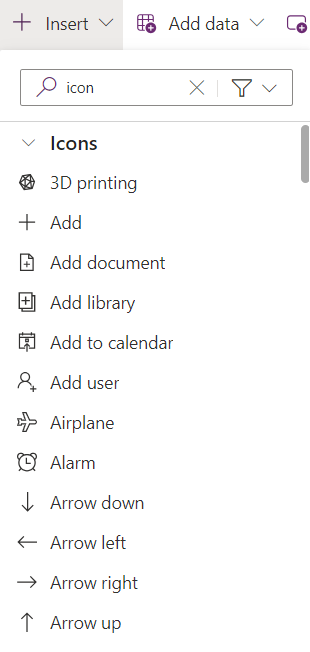 Insert Add data
icon
Icons
3D printing
Add
Add document
Add library
Add to calendar
Add user
Airplane
Alarm
Arrow down
Arrow left
Arrow right
Arrow up